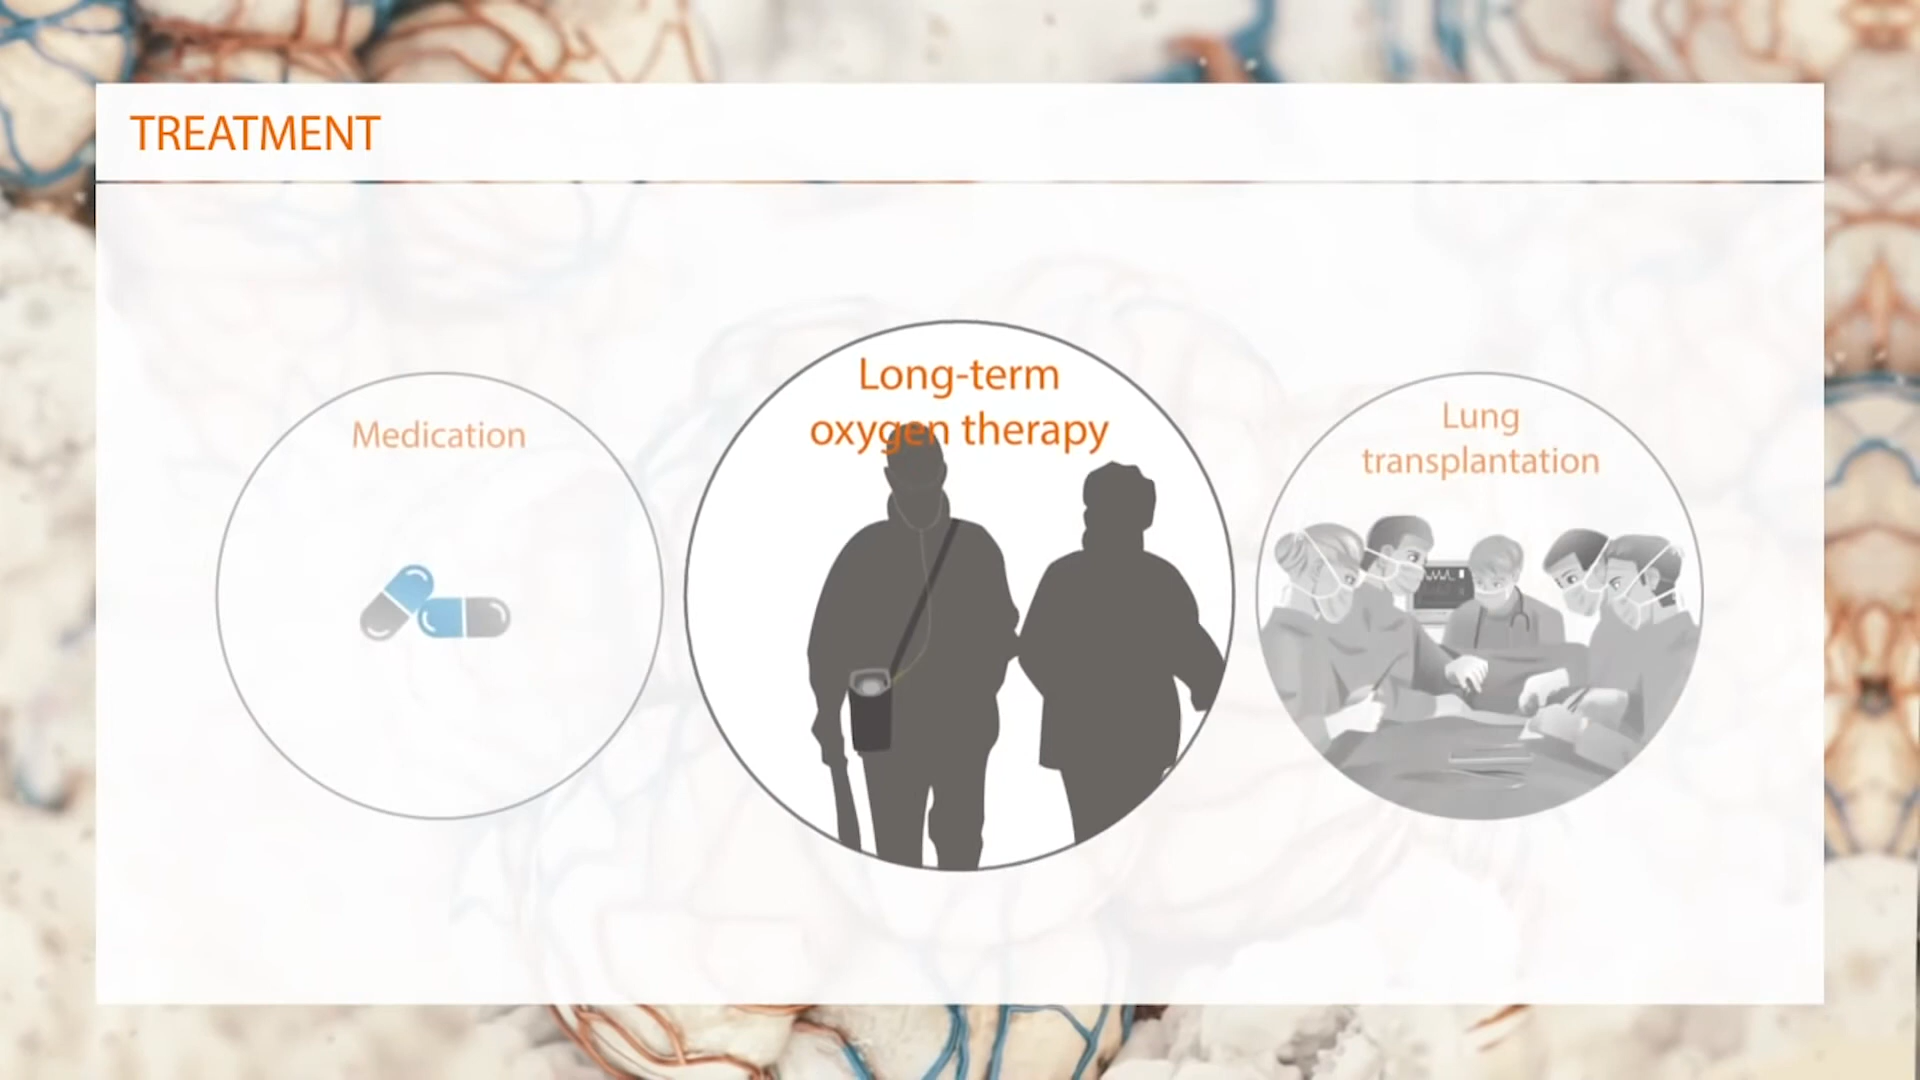 TREATMENT
Medication
Long-term
oxygen therapy
Lung
transplantation